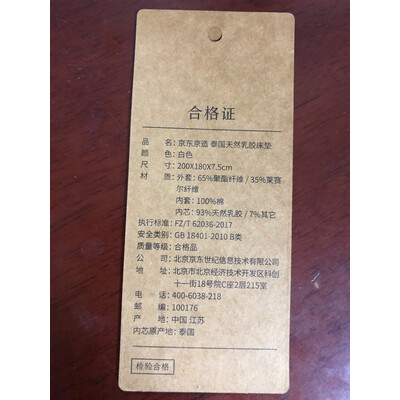 合格证
品 名：京东京造 泰国天然乳胶床垫
颜 色：白色
尺 寸：200X180X7.5cm
材 质：外套：65%聚酯纤维 / 35%莱赛
尔纤维
内套：100%棉
内芯：93%天然乳胶 / 7%其它
执行标准：FZ/T 62036-2017
安全类别：GB 18401-2010 B类
质量等级：合格品
公 司：北京京东世纪信息技术有限公司
地 址：北京市北京经济技术开发区科创
十一街18号院C座2层215室
电 话：400-6038-218
邮 编：100176
产 地：中国 江苏
内芯原产地：泰国
检验合格